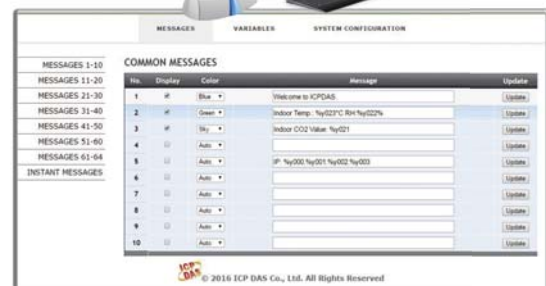 MESSAGES VARIABLES SYSTEM CONFIGURATION
COMMON MESSAGES
MESSAGES 1-10
MESSAGES 11-20
MESSAGES 21-30
MESSAGES 31-40
MESSAGES 41-50
MESSAGES 51-60
MESSAGES 61-64
INSTANT MESSAGES
No. Display Color Message Update
1 Blue Welcome to ICPDAS. Update
2 Green Indoor Temp.: %y023°C RH:%y022% Update
3 Sky Indoor CO2 Value: %y021 Update
4 Auto Update
5 Auto IP: %y000.%y001.%y002.%y003 Update
6 Auto Update
7 Auto Update
8 Auto Update
9 Auto Update
10 Auto Update
ICP DAS © 2016 ICP DAS Co., Ltd. All Rights Reserved